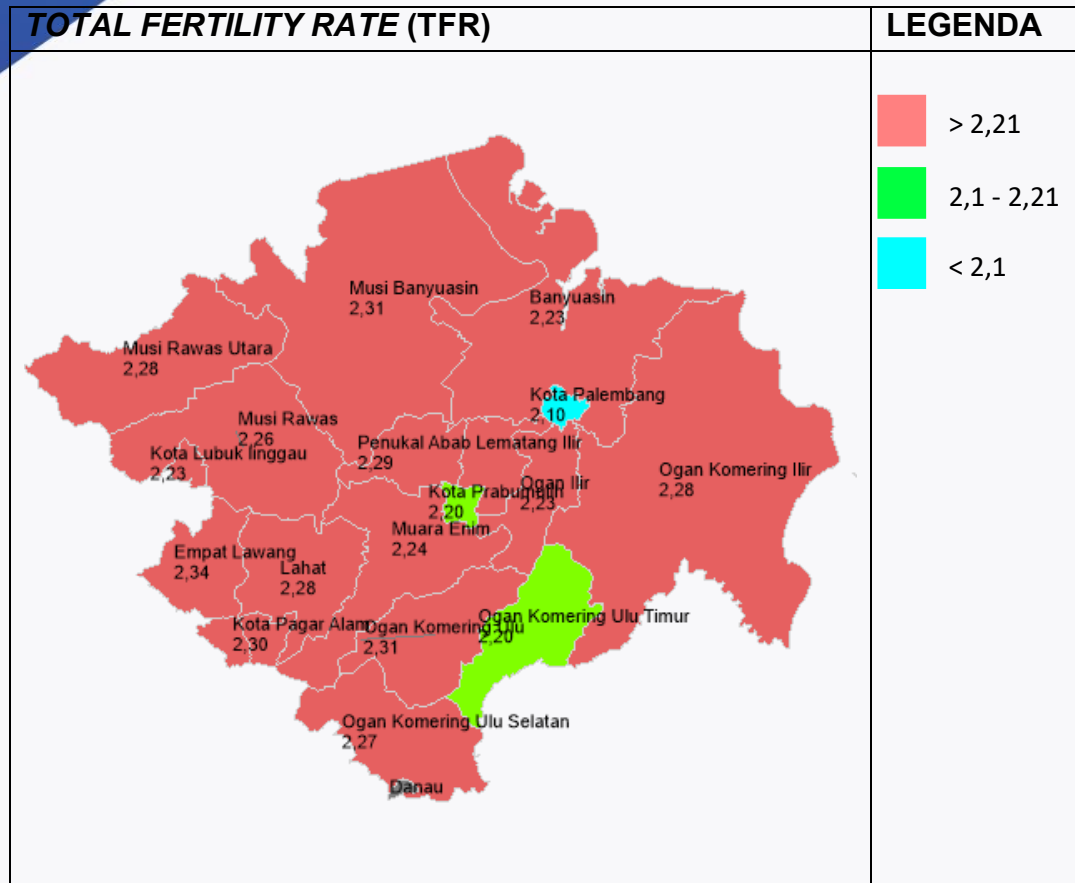 TOTAL FERTILITY RATE (TFR)
LEGENDA
> 2,21
2,1 - 2,21
< 2,1
Musi Banyuasin
2,31
Banyuasin
2,23
Musi Rawas Utara
2,28
Kota Palembang
2,10
Musi Rawas
2,26
Penukal Abab Lematang Ilir
2,29
Kota Lubuk linggau
2,23
Ogan Komering Ilir
2,28
Ogan Ilir
2,23
Kota Prabumulih
2,20
Muara Enim
2,24
Empat Lawang
2,34
Lahat
2,28
Kota Pagar Alam
2,30
Ogan Komering Ulu
2,31
Ogan Komering Ulu Timur
2,20
Ogan Komering Ulu Selatan
2,27
Danau